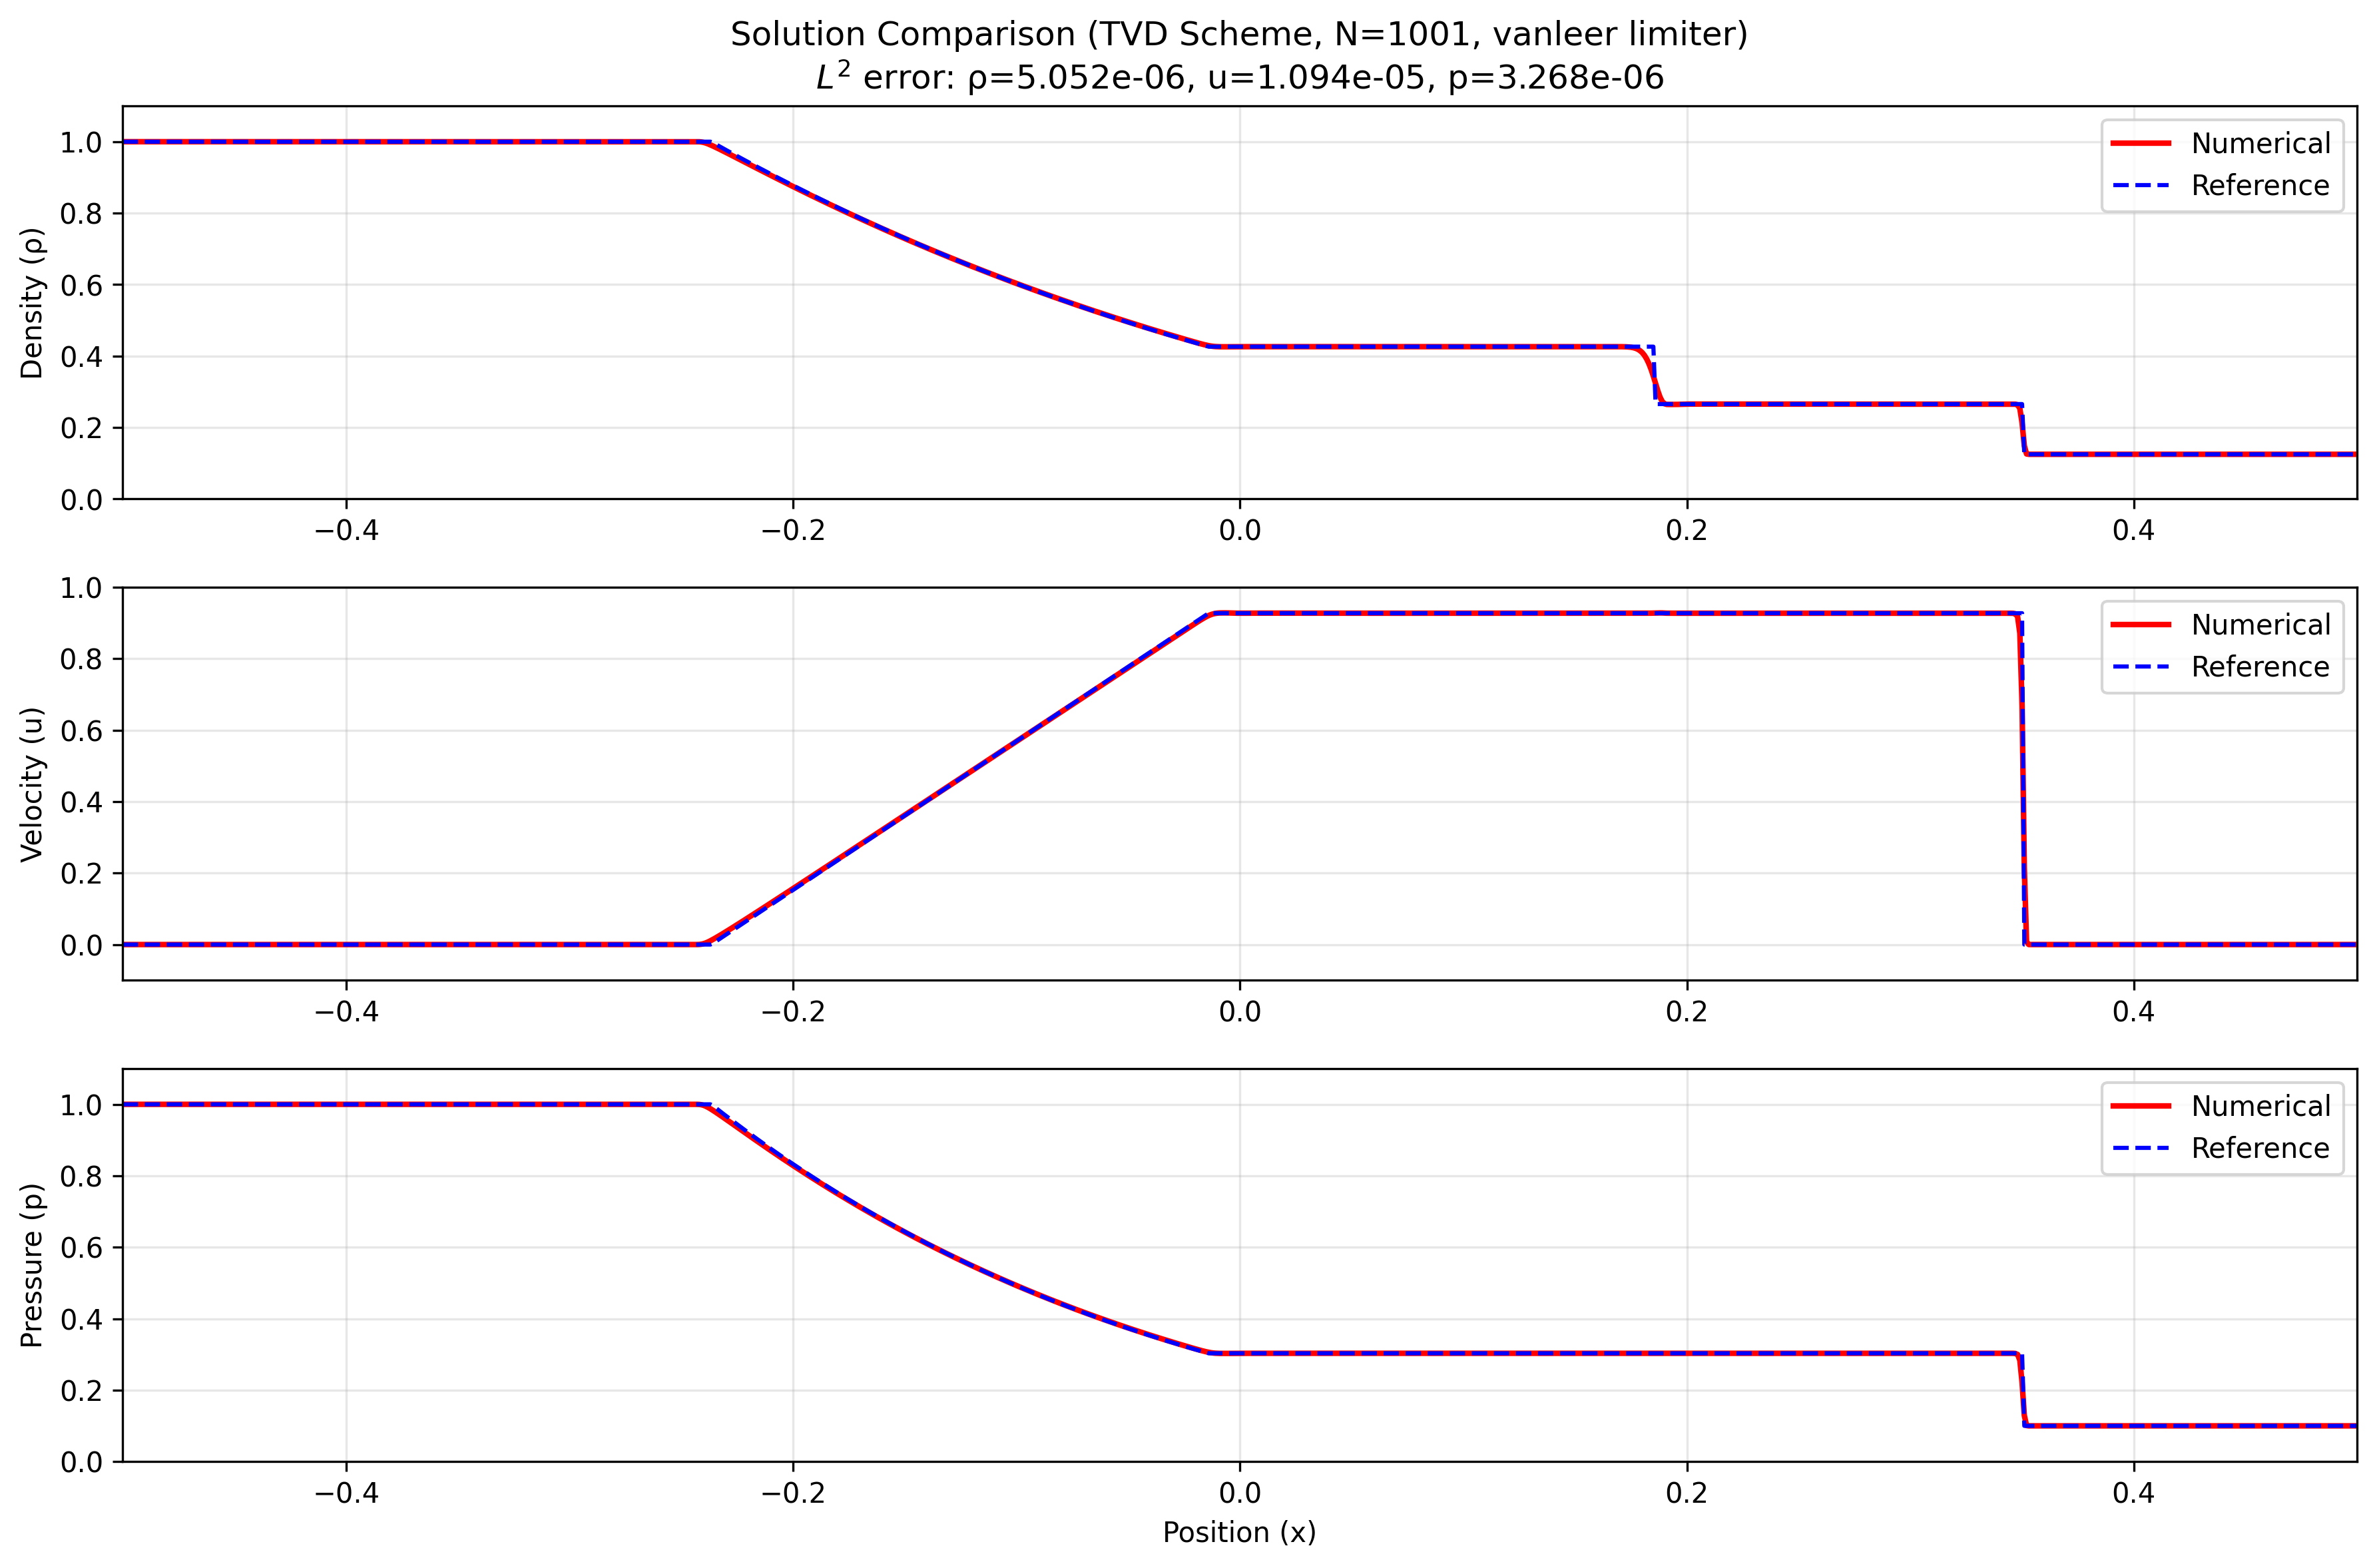 Solution Comparison (TVD Scheme, N=1001, vanleer limiter)
L² error: ρ=5.052e-06, u=1.094e-05, p=3.268e-06
Density (ρ)
1.0
0.8
0.6
0.4
0.2
0.0
−0.4
−0.2
0.0
0.2
0.4
Numerical
Reference
Velocity (u)
1.0
0.8
0.6
0.4
0.2
0.0
−0.4
−0.2
0.0
0.2
0.4
Numerical
Reference
Pressure (p)
1.0
0.8
0.6
0.4
0.2
0.0
−0.4
−0.2
0.0
0.2
0.4
Numerical
Reference
Position (x)